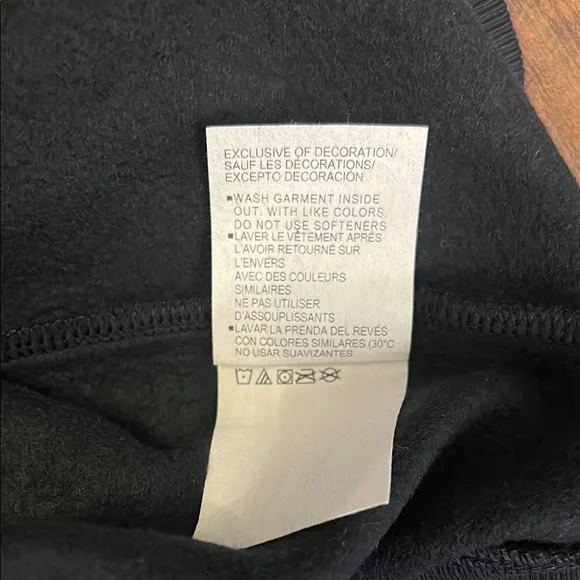 EXCLUSIVE OF DECORATION/
SAUF LES DÉCORATIONS/
EXCEPTO DECORACIÓN
▪WASH GARMENT INSIDE
OUT. WITH LIKE COLORS.
DO NOT USE SOFTENERS
▪LAVER LE VÊTEMENT APRÈS
L'AVOIR RETOURNÉ SUR
L'ENVERS
AVEC DES COULEURS
SIMILAIRES
NE PAS UTILISER
D'ASSOUPLISSANTS
▪LAVAR LA PRENDA DEL REVÉS
CON COLORES SIMILARES (30°C
NO USAR SUAVIZANTES